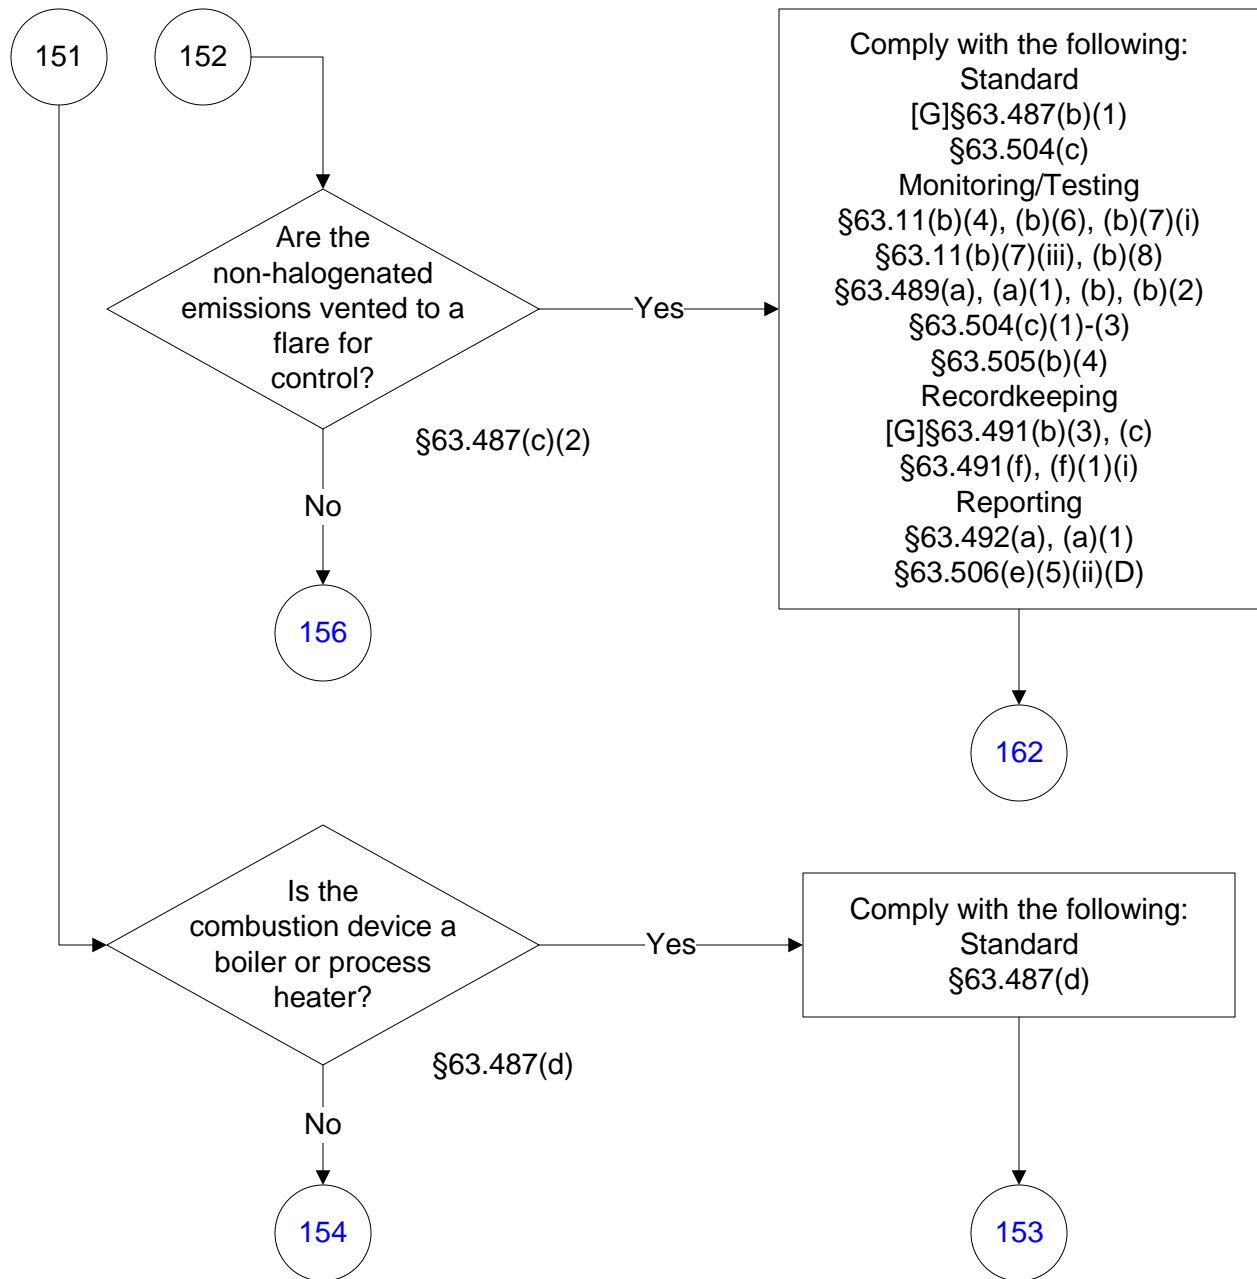 151
152
Comply with the following:
Standard
[G]§63.487(b)(1)
§63.504(c)
Monitoring/Testing
§63.11(b)(4), (b)(6), (b)(7)(i)
§63.11(b)(7)(iii), (b)(8)
§63.489(a), (a)(1), (b), (b)(2)
§63.504(c)(1)-(3)
§63.505(b)(4)
Recordkeeping
[G]§63.491(b)(3), (c)
§63.491(f), (f)(1)(i)
Reporting
§63.492(a), (a)(1)
§63.506(e)(5)(ii)(D)
Are the
non-halogenated
emissions vented to a
flare for
control?
Yes
§63.487(c)(2)
No
156
162
Is the
combustion device a
boiler or process
heater?
Yes
Comply with the following:
Standard
§63.487(d)
§63.487(d)
No
154
153